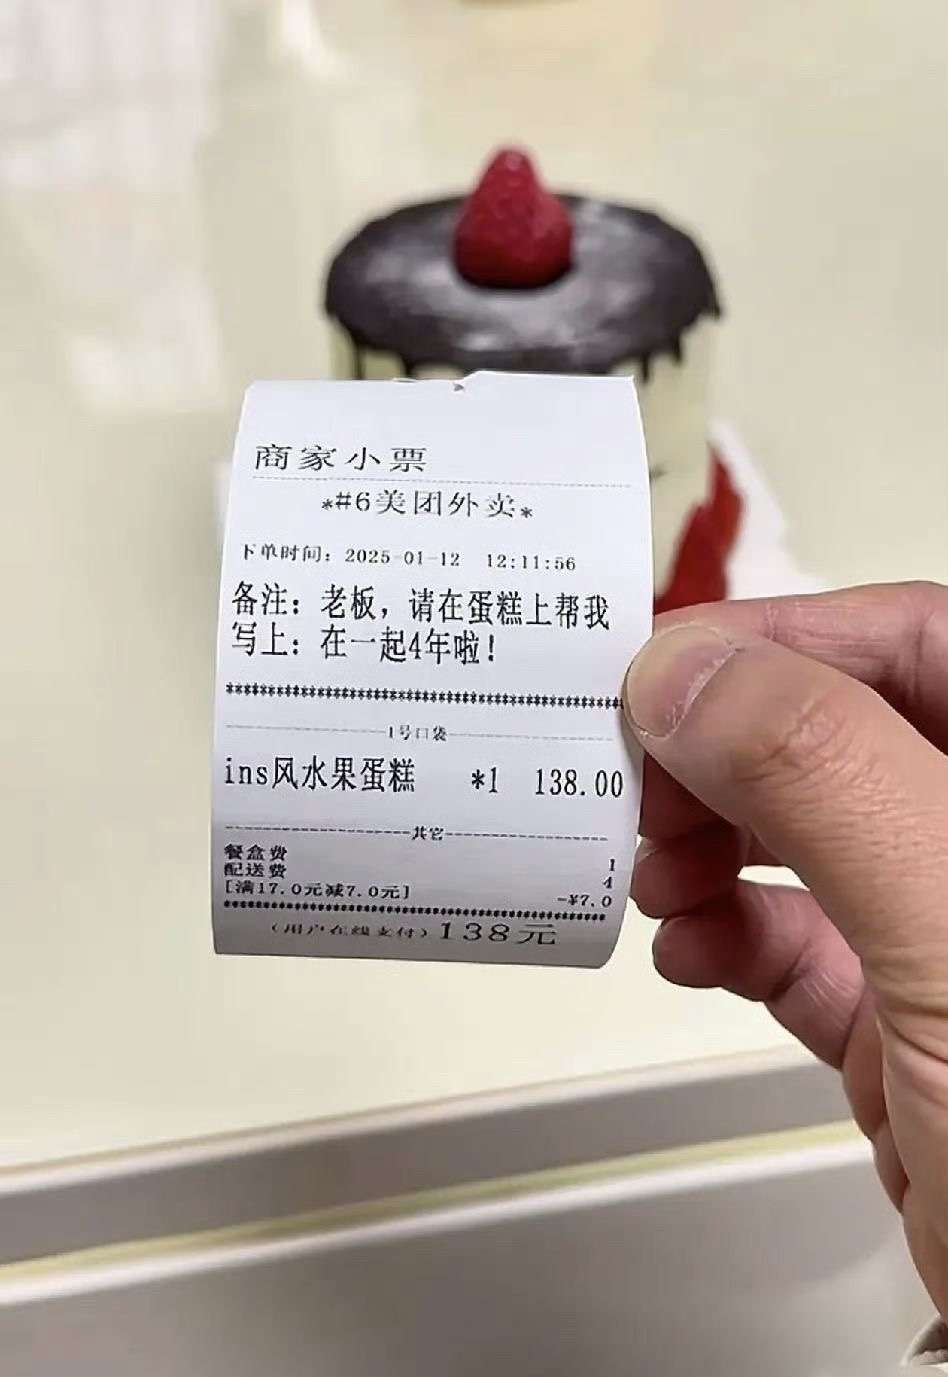 商家小票
*#6美团外卖*
下单时间：2025-01-12 12:11:56
备注：老板，请在蛋糕上帮我
写上：在一起4年啦！
************************************************
1号口袋
ins风水果蛋糕 *1 138.00
其它
餐盒费 1
配送费 4
[满17.0元减7.0元] -¥7.0
************************************************
（用户在线支付）138元